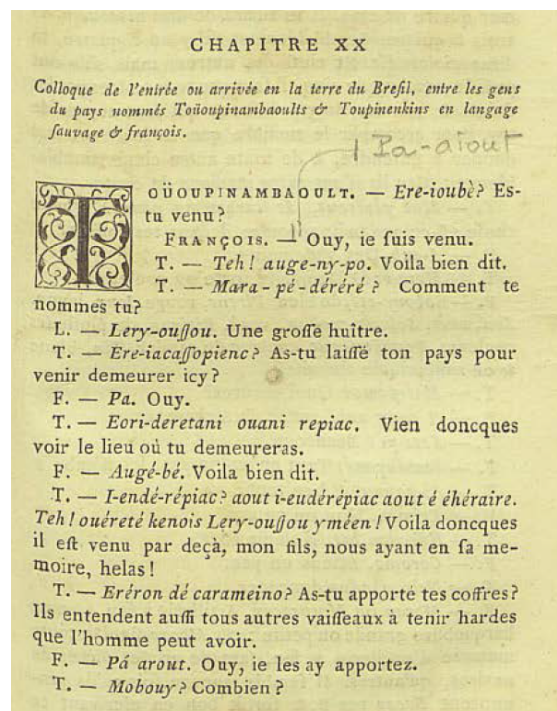 CHAPITRE XX
Colloque de l'entrée ou arrivée en la terre du Brefil, entre les gens
du pays nommés Toüoupinambaoults & Toupinenkins en langage
ſauvage & françois.
1 Pa-aiout
TOÜOUPINAMBAOULT. — Ere-ioubè? Es-
tu venu?
FRANÇOIS. — Ouy, ie ſuis venu.
T. — Teh! auge-ny-po. Voila bien dit.
T. — Mara-pé-déréré? Comment te
nommes tu?
L. — Lery-ouſſou. Une groſſe huître.
T. — Ere-iacaſſopienc? As-tu laiſſé ton pays pour
venir demeurer icy?
F. — Pa. Ouy.
T. — Eori-deretani ouani repiac. Vien doncques
voir le lieu où tu demeureras.
F. — Augé-bé. Voila bien dit.
T. — I-endé-répiac? aout i-eudérépiac aout é éhéraire.
Teh! ouéreté kenois Lery-ouſſou yméen! Voila doncques
il eſt venu par deçà, mon fils, nous ayant en ſa me-
moire, helas!
T. — Eréron dé carameino? As-tu apporté tes coffres?
Ils entendent auſſi tous autres vaiſſeaux à tenir hardes
que l'homme peut avoir.
F. — Pá arout. Ouy, ie les ay apportez.
T. — Mobouy? Combien?